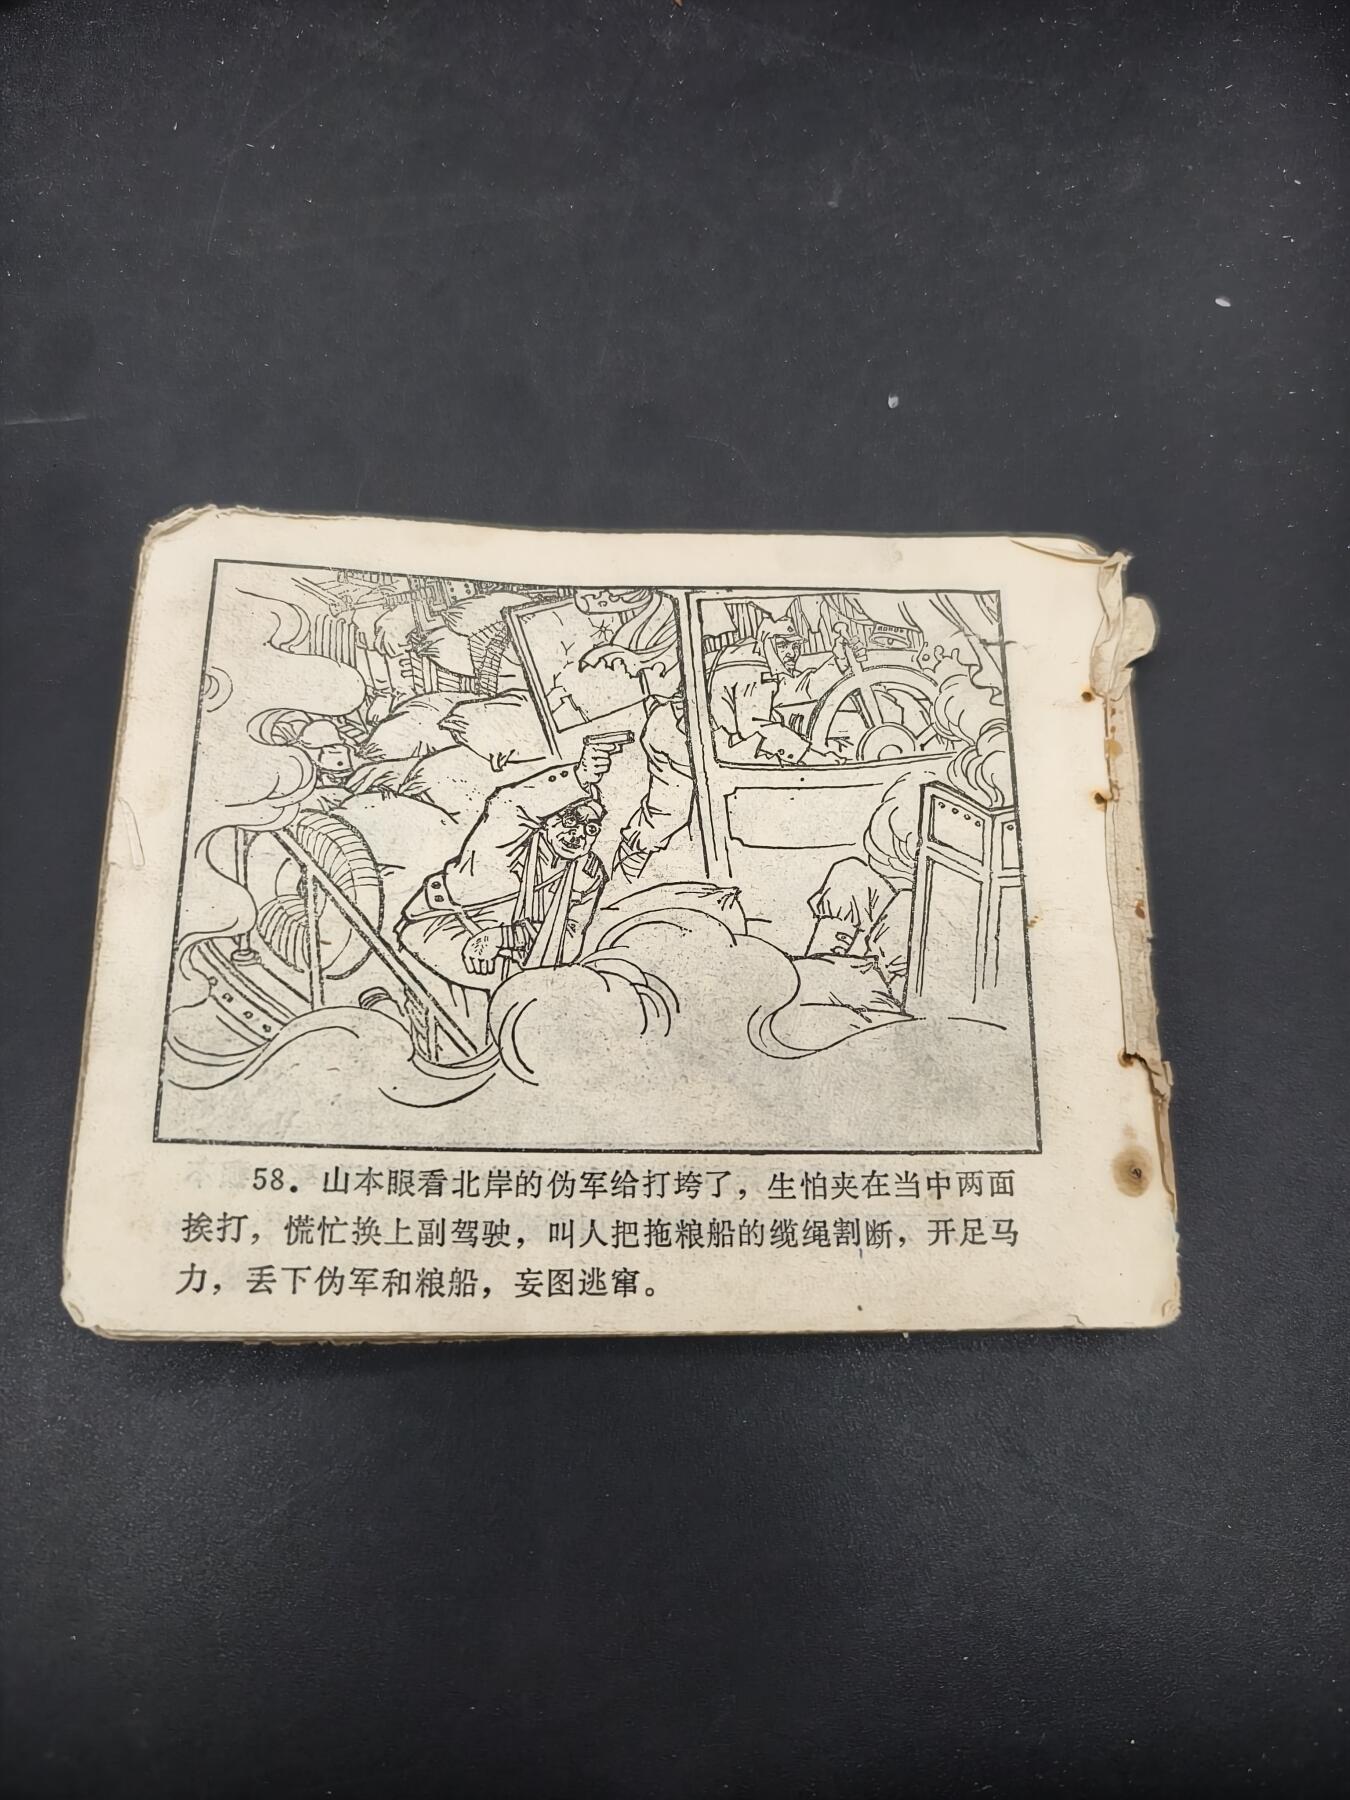 58. 山本眼看北岸的伪军给打垮了，生怕夹在当中两面
挨打，慌忙换上副驾驶，叫人把拖粮船的缆绳割断，开足马
力，丢下伪军和粮船，妄图逃窜。